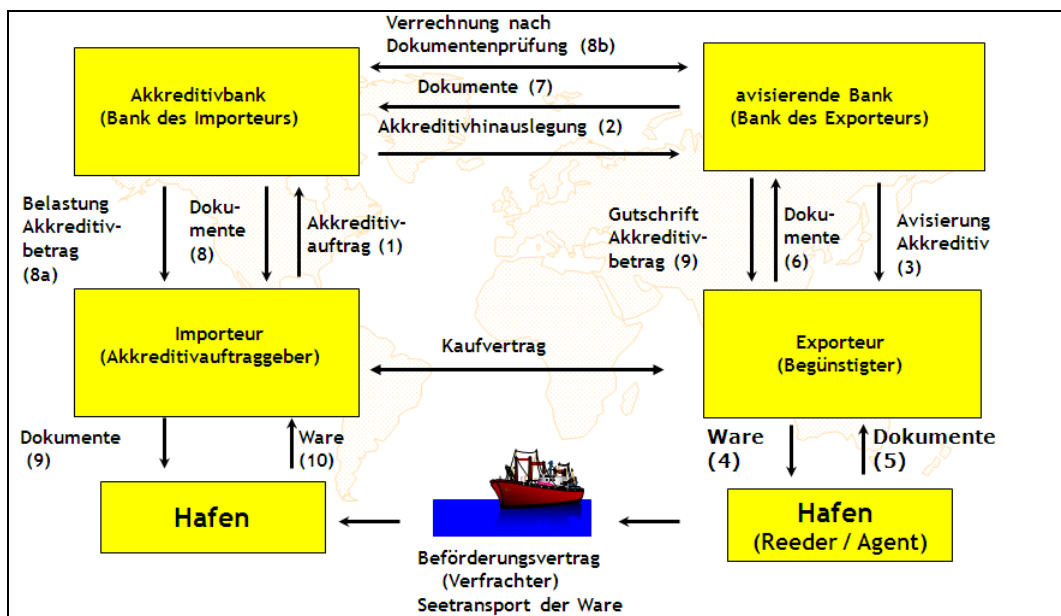 Verrechnung nach
Dokumentenprüfung (8b)
Akkreditivbank
(Bank des Importeurs)
Dokumente (7)
avisierende Bank
(Bank des Exporteurs)
Akkreditivhinauslegung (2)
Belastung
Akkreditiv-
betrag
(8a)
Doku-
mente
(8)
Akkreditiv-
auftrag (1)
Gutschrift
Akkreditiv-
betrag (9)
Doku-
mente
(6)
Avisierung
Akkreditiv
(3)
Importeur
(Akkreditivauftraggeber)
Kaufvertrag
Exporteur
(Begünstigter)
Dokumente
(9)
Ware
(10)
Ware
(4)
Dokumente
(5)
Hafen
Hafen
(Reeder / Agent)
Beförderungsvertrag
(Verfrachter)
Seetransport der Ware